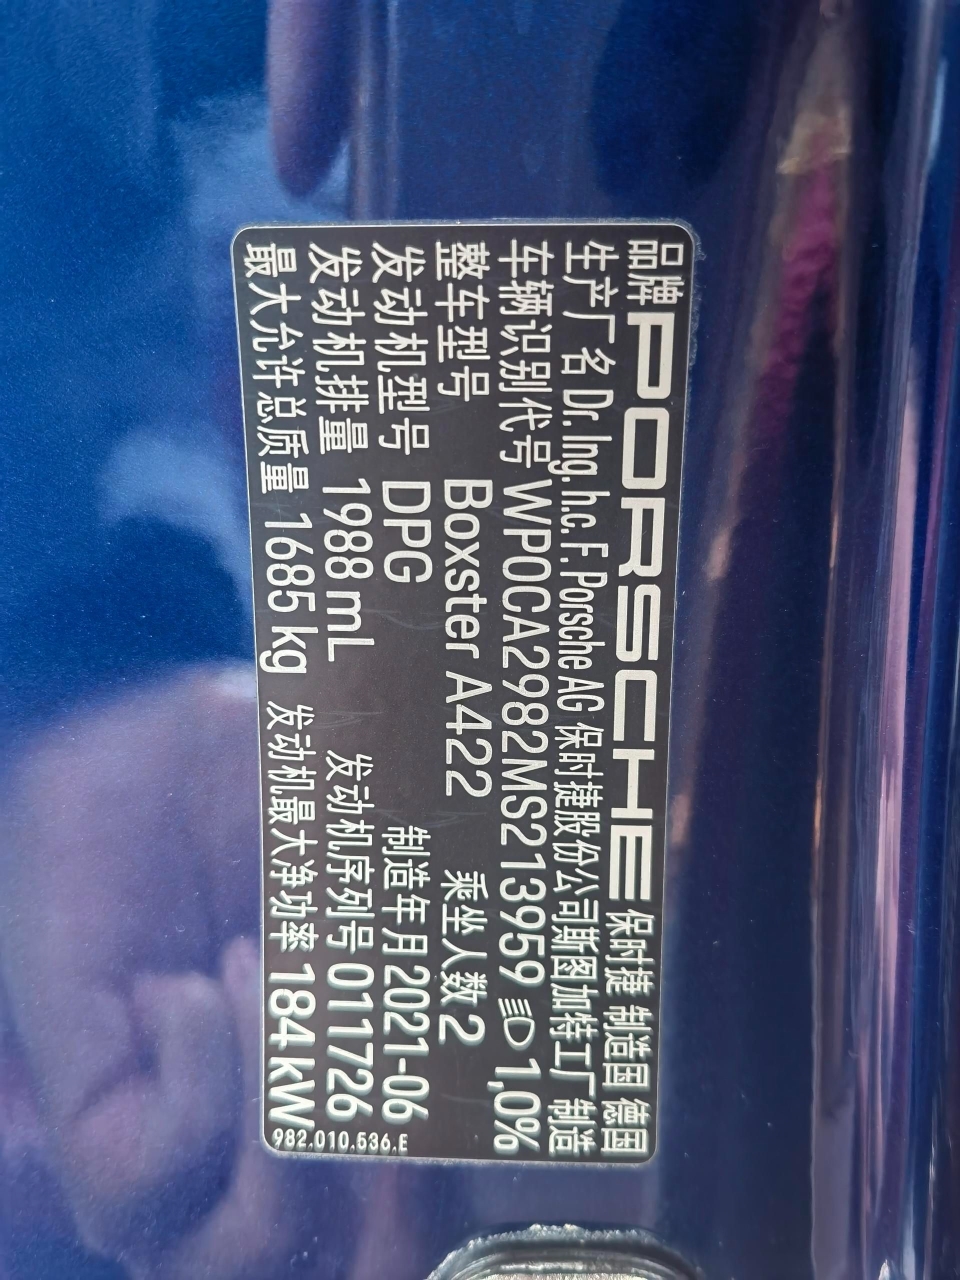 品牌 PORSCHE 保时捷 制造国 德国
生产厂名 Dr. Ing. h.c. F. Porsche AG 保时捷股份公司斯图加特工厂制造
车辆识别代号 WP0CA2982MS213959 1,0%
整车型号 Boxster A422 乘坐人数 2
发动机型号 DPG 制造年月 2021-06
发动机排量 1988 mL 发动机序列号 011726
最大允许总质量 1685 kg 发动机最大净功率 184 kW
982.010.536.E